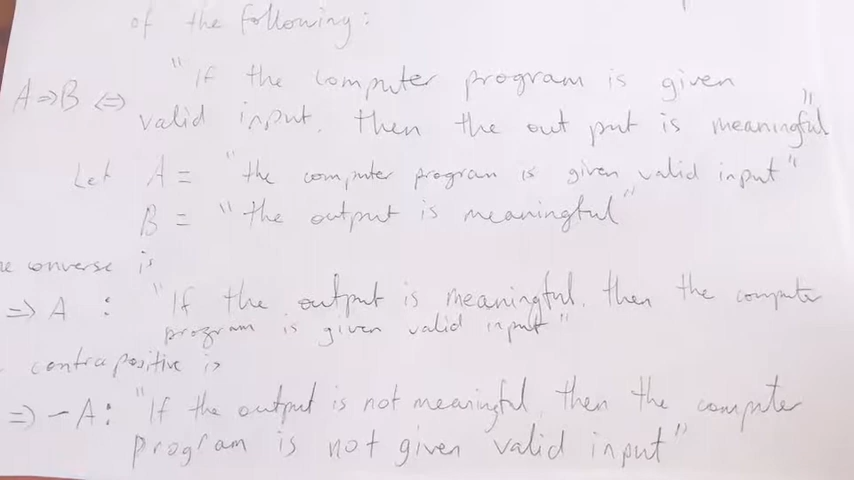 of the following:
"If the computer program is given
A⇒B ⇔
valid input, then the out put is meaningful"
Let A = "the computer program is given valid input"
B = "the output is meaningful"
converse is
⇒ A : "If the output is meaningful, then the computer
program is given valid input"
contrapositive is
⇒ ¬A: "If the output is not meaningful, then the computer
program is not given valid input"